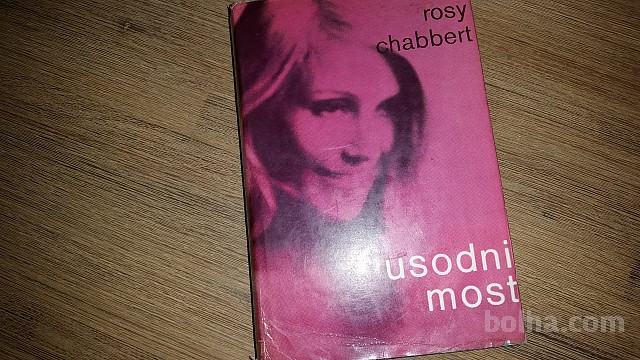 rosy
chabbert
usodni
most
bolha.com